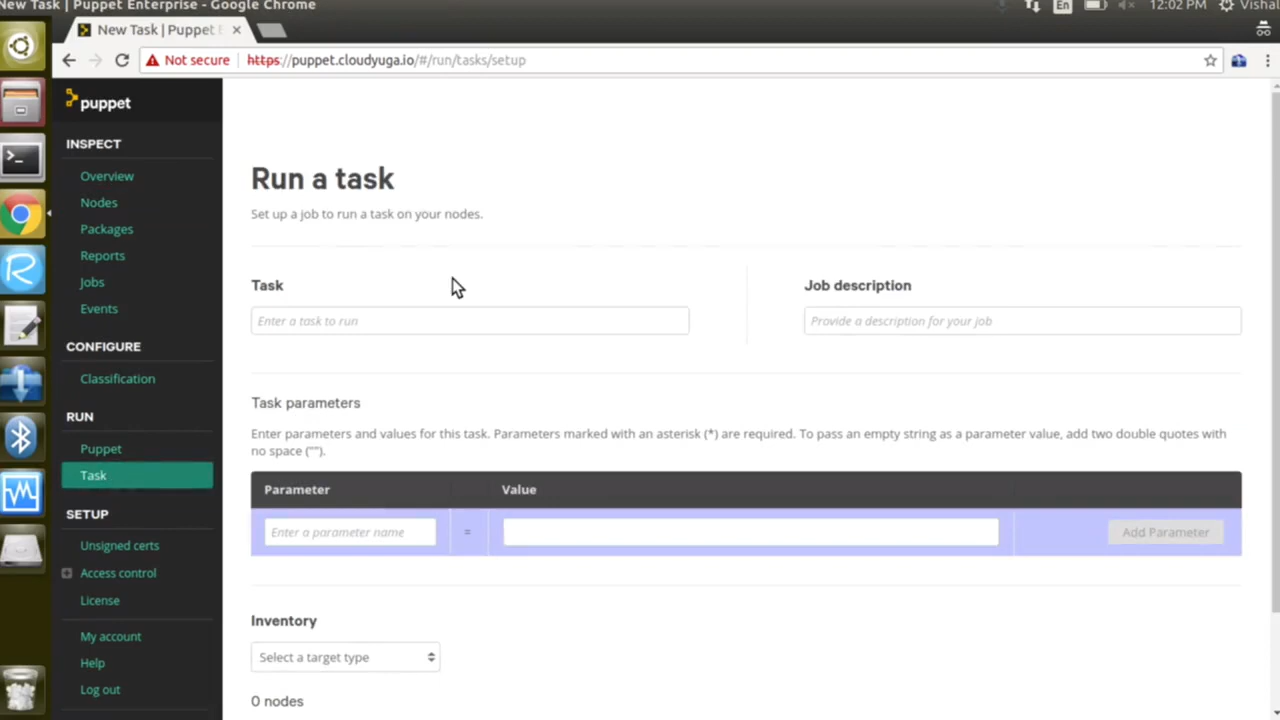 New Task | Puppet Enterprise - Google Chrome
En
12:02 PM
Vishal
New Task | Puppet E
Not secure
https://puppet.cloudyuga.io/#/run/tasks/setup
puppet
INSPECT
Overview
Nodes
Packages
Reports
Jobs
Events
CONFIGURE
Classification
RUN
Puppet
Task
SETUP
Unsigned certs
Access control
License
My account
Help
Log out
Run a task
Set up a job to run a task on your nodes.
Task
Enter a task to run
Job description
Provide a description for your job
Task parameters
Enter parameters and values for this task. Parameters marked with an asterisk (*) are required. To pass an empty string as a parameter value, add two double quotes with
no space ("").
Parameter
Value
Enter a parameter name
=
Add Parameter
Inventory
Select a target type
0 nodes